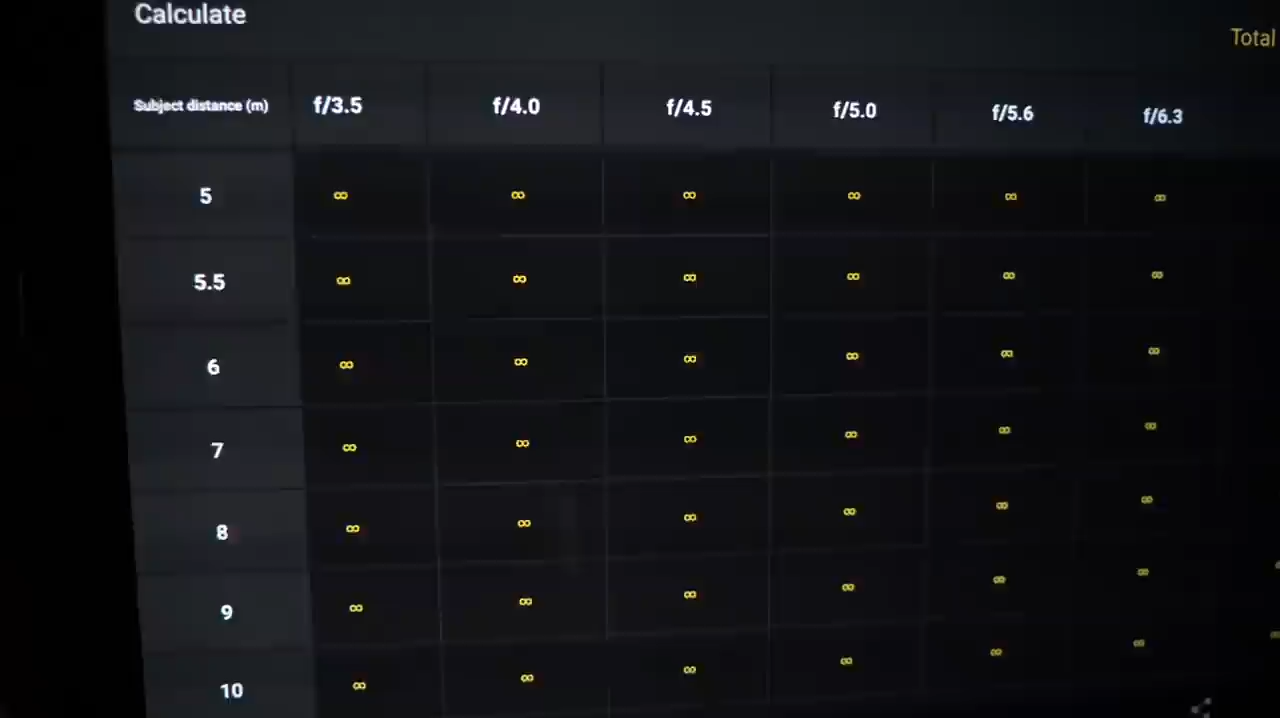 Calculate
Total
Subject distance (m) f/3.5 f/4.0 f/4.5 f/5.0 f/5.6 f/6.3
5 ∞ ∞ ∞ ∞ ∞ ∞
5.5 ∞ ∞ ∞ ∞ ∞ ∞
6 ∞ ∞ ∞ ∞ ∞ ∞
7 ∞ ∞ ∞ ∞ ∞ ∞
8 ∞ ∞ ∞ ∞ ∞ ∞
9 ∞ ∞ ∞ ∞ ∞ ∞
10 ∞ ∞ ∞ ∞ ∞ ∞